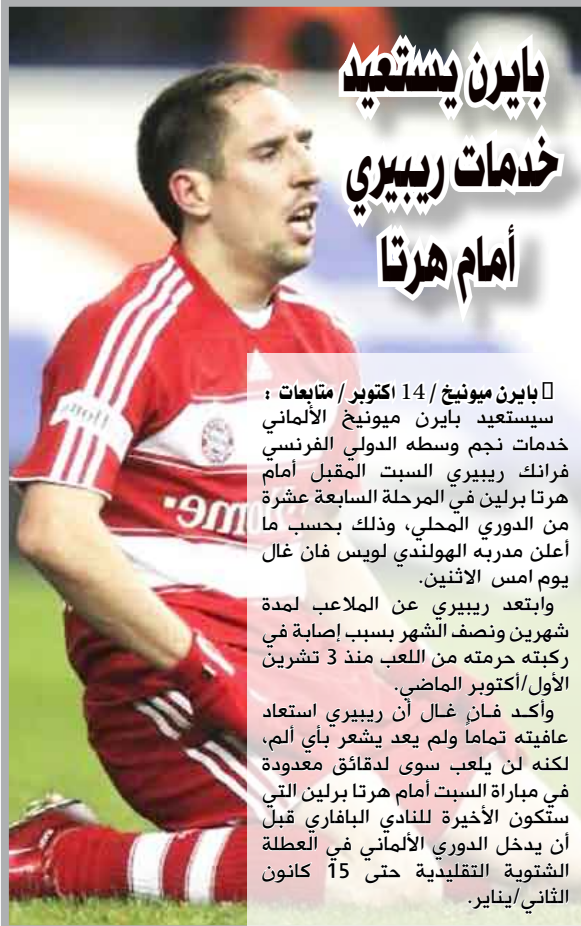 بايرن يستعيد
خدمات ريبيري
أمام هرتا
بايرن ميونيخ / 14 اكتوبر / متابعات :
سيستعيد بايرن ميونيخ الألماني
خدمات نجم وسطه الدولي الفرنسي
فرانك ريبيري السبت المقبل أمام
هرتا برلين في المرحلة السابعة عشرة
من الدوري المحلي، وذلك بحسب ما
أعلن مدربه الهولندي لويس فان غال
يوم امس الاثنين.
وابتعد ريبيري عن الملاعب لمدة
شهرين ونصف الشهر بسبب إصابة في
ركبته حرمته من اللعب منذ 3 تشرين
الأول/أكتوبر الماضي.
وأكد فان غال أن ريبيري استعاد
عافيته تماماً ولم يعد يشعر بأي ألم،
لكنه لن يلعب سوى لدقائق معدودة
في مباراة السبت أمام هرتا برلين التي
ستكون الأخيرة للنادي البافاري قبل
أن يدخل الدوري الألماني في العطلة
الشتوية التقليدية حتى 15 كانون
الثاني/يناير.